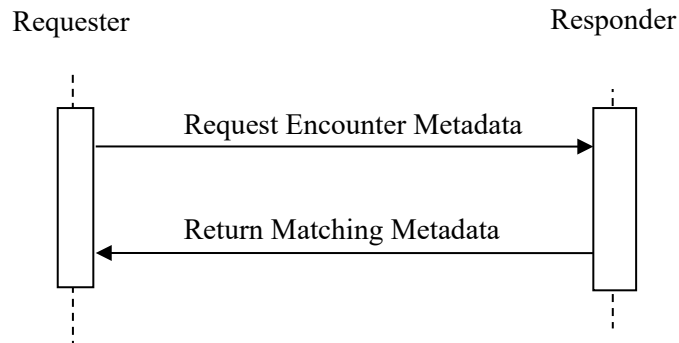 Requester
Responder
Request Encounter Metadata
Return Matching Metadata